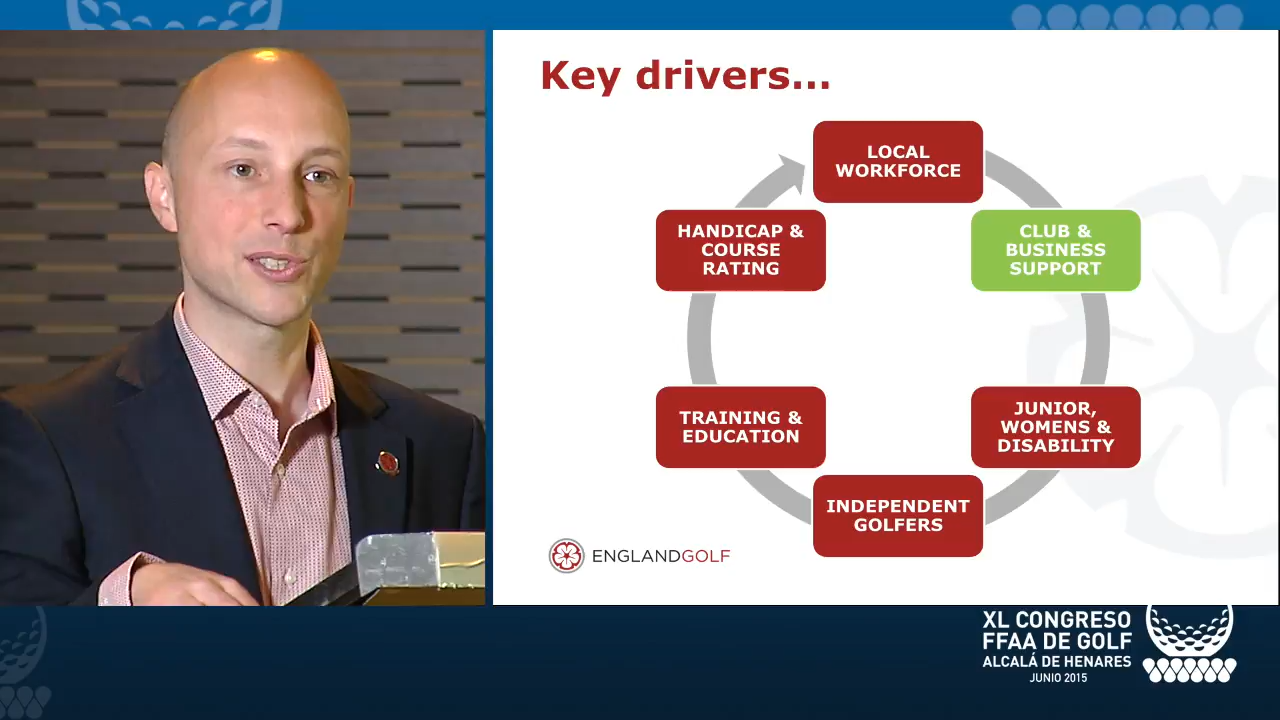 Key drivers...
LOCAL
WORKFORCE
CLUB &
BUSINESS
SUPPORT
JUNIOR,
WOMENS &
DISABILITY
INDEPENDENT
GOLFERS
TRAINING &
EDUCATION
HANDICAP &
COURSE
RATING
ENGLANDGOLF
XL CONGRESO
FFAA DE GOLF
ALCALÁ DE HENARES
JUNIO 2015